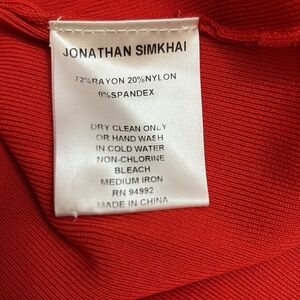 JONATHAN SIMKHAI
72%RAYON 20%NYLON
8%SPANDEX
DRY CLEAN ONLY
OR HAND WASH
IN COLD WATER
NON-CHLORINE
BLEACH
MEDIUM IRON
RN 94992
MADE IN CHINA